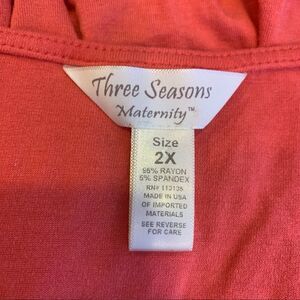 Three Seasons
Maternity™
Size
2X
95% RAYON
5% SPANDEX
RN# 113135
MADE IN USA
OF IMPORTED
MATERIALS
SEE REVERSE
FOR CARE